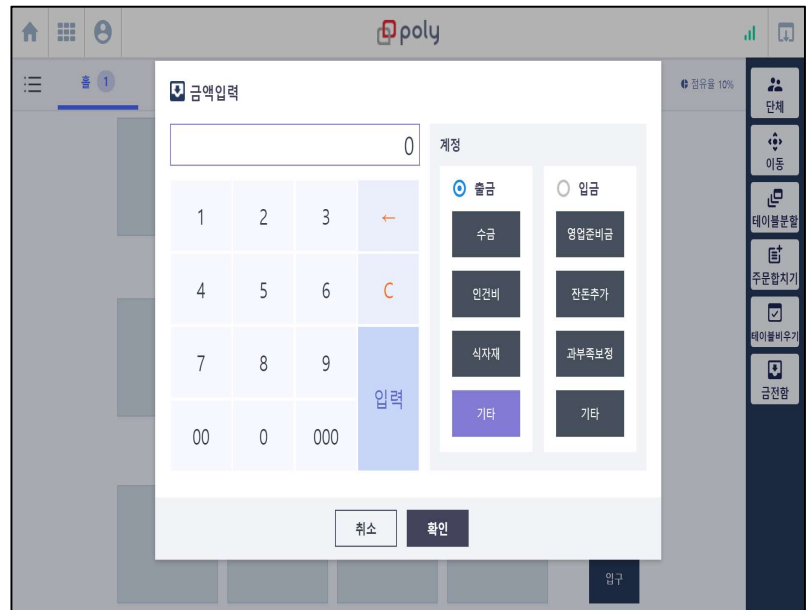 poly
홀 1
점유율 10%
금액입력
0
계정
출금
입금
1 2 3 ←
4 5 6 C
7 8 9
입력
00 0 000
수금
인건비
식자재
기타
영업준비금
잔돈추가
과부족보정
기타
취소
확인
입구
단체
이동
테이블분할
주문합치기
테이블비우기
금전함